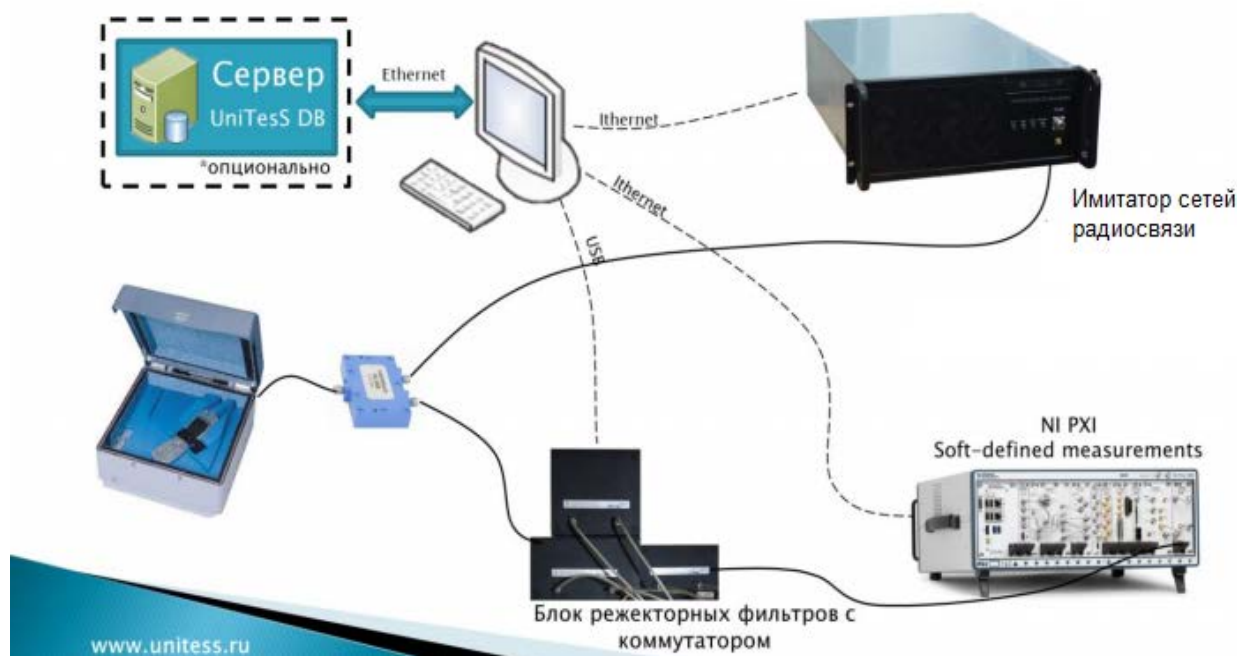 Сервер
UniTesS DB
*опционально
Ethernet
Ithernet
Ithernet
USB
Имитатор сетей
радиосвязи
NI PXI
Soft-defined measurements
Блок режекторных фильтров с
коммутатором
www.unitess.ru